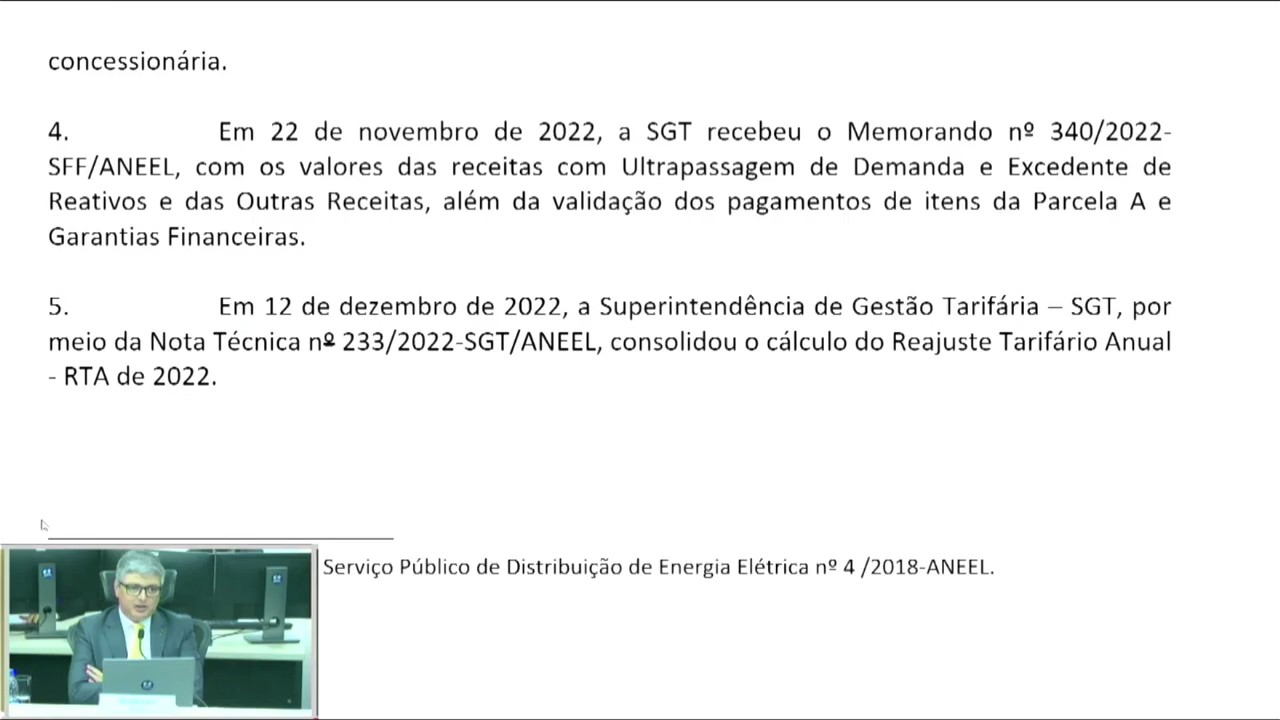 concessionária.
4. Em 22 de novembro de 2022, a SGT recebeu o Memorando nº 340/2022-
SFF/ANEEL, com os valores das receitas com Ultrapassagem de Demanda e Excedente de
Reativos e das Outras Receitas, além da validação dos pagamentos de itens da Parcela A e
Garantias Financeiras.
5. Em 12 de dezembro de 2022, a Superintendência de Gestão Tarifária – SGT, por
meio da Nota Técnica nº 233/2022-SGT/ANEEL, consolidou o cálculo do Reajuste Tarifário Anual
- RTA de 2022.
Serviço Público de Distribuição de Energia Elétrica nº 4 /2018-ANEEL.